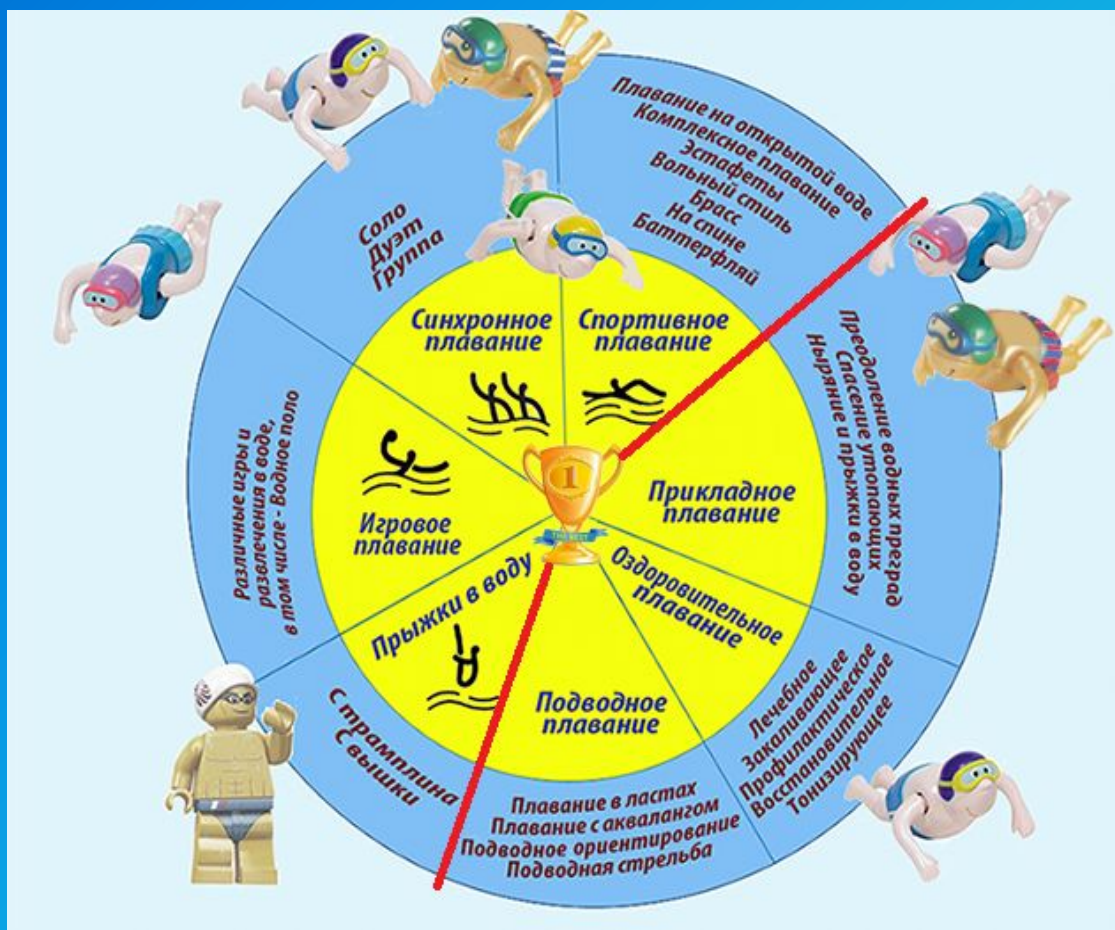 Плавание на открытой воде
Комплексное плавание
Эстафеты
Вольный стиль
Брасс
На спине
Баттерфляй
Соло
Дуэт
Группа
Синхронное
плавание
Спортивное
плавание
Преодоление водных преград
Спасение утопающих
Ныряние и прыжки в воду
Различные игры и
развлечения в воде,
в том числе - Водное поло
Игровое
плавание
1
Прикладное
плавание
Прыжки в воду
Оздоровительное
плавание
Подводное
плавание
С трамплина
С вышки
Лечебное
Закаливающее
Профилактическое
Восстановительное
Тонизирующее
Плавание в ластах
Плавание с аквалангом
Подводное ориентирование
Подводная стрельба